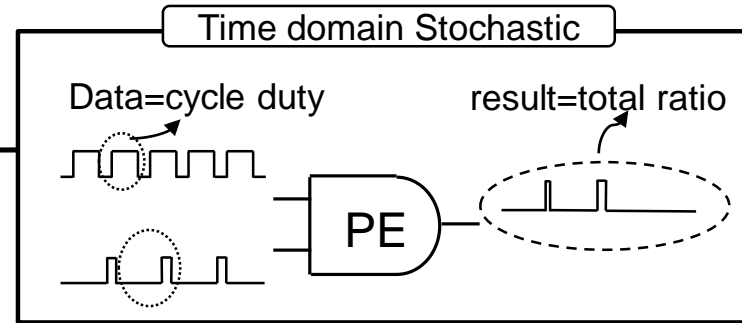 Time domain Stochastic
Data=cycle duty
result=total ratio
PE